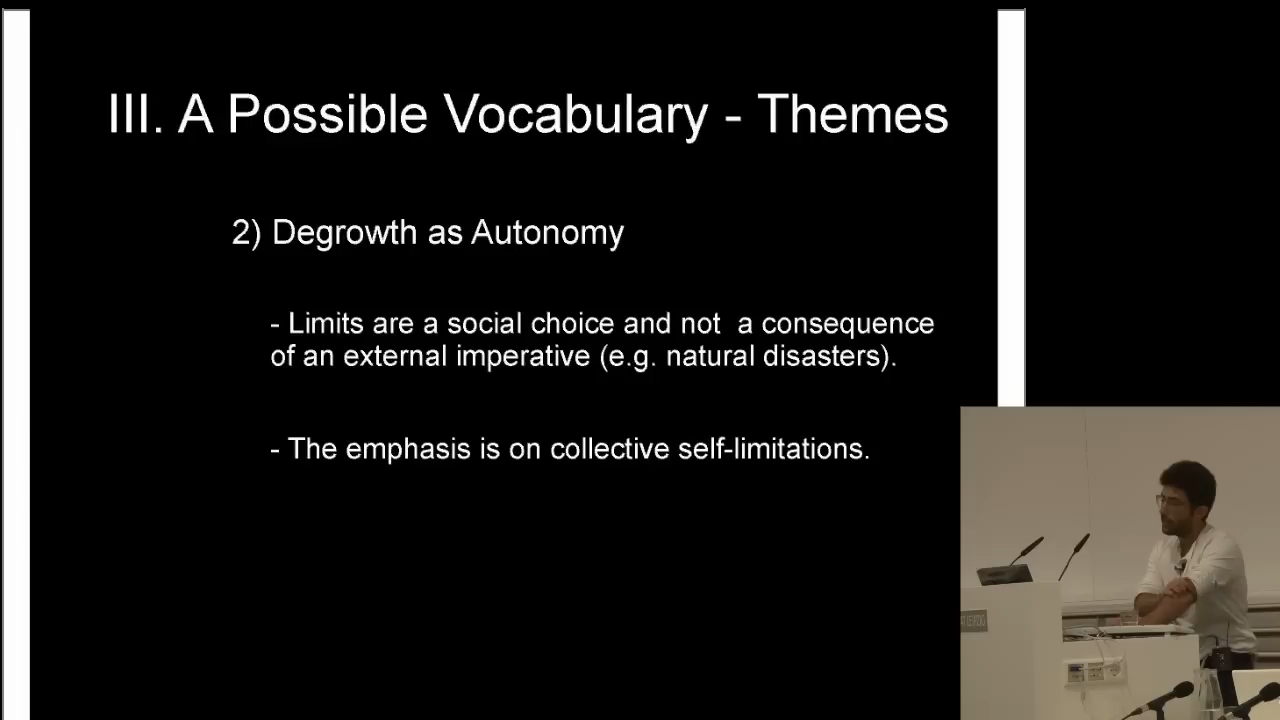 III. A Possible Vocabulary - Themes
2) Degrowth as Autonomy
- Limits are a social choice and not a consequence
of an external imperative (e.g. natural disasters).
- The emphasis is on collective self-limitations.